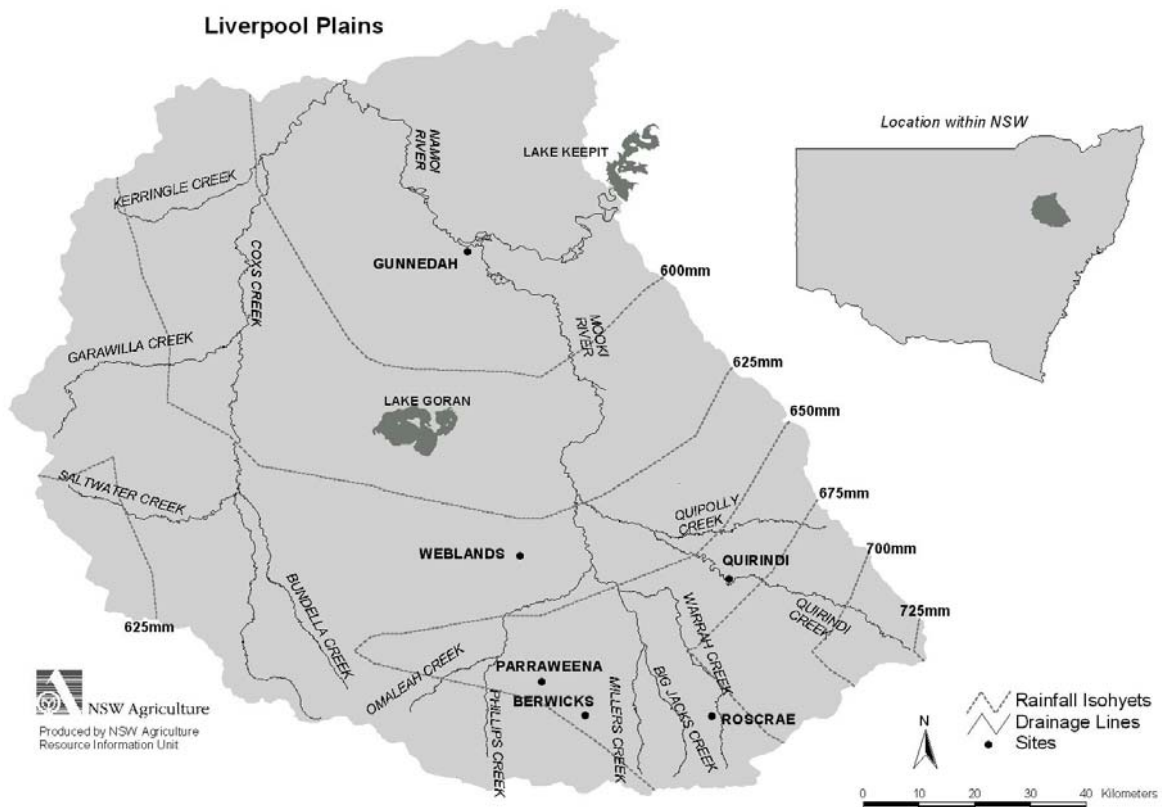 Liverpool Plains
Location within NSW
NAMOI
RIVER
LAKE KEEPIT
KERRINGLE CREEK
GUNNEDAH
COXS CREEK
600mm
MOOKI
RIVER
GARAWILLA CREEK
625mm
LAKE GORAN
650mm
SALTWATER CREEK
675mm
QUIPOLLY
CREEK
WEBLANDS
QUIRINDI
700mm
BUNDELLA CREEK
WARRAH CREEK
QUIRINDI
CREEK
725mm
625mm
OMALEAH CREEK
PARRAWEENA
BERWICKS
PHILLIPS CREEK
MILLERS CREEK
BIG JACKS CREEK
ROSCRAE
NSW Agriculture
Produced by NSW Agriculture
Resource Information Unit
N
Rainfall Isohyets
Drainage Lines
Sites
0 10 20 30 40 Kilometers